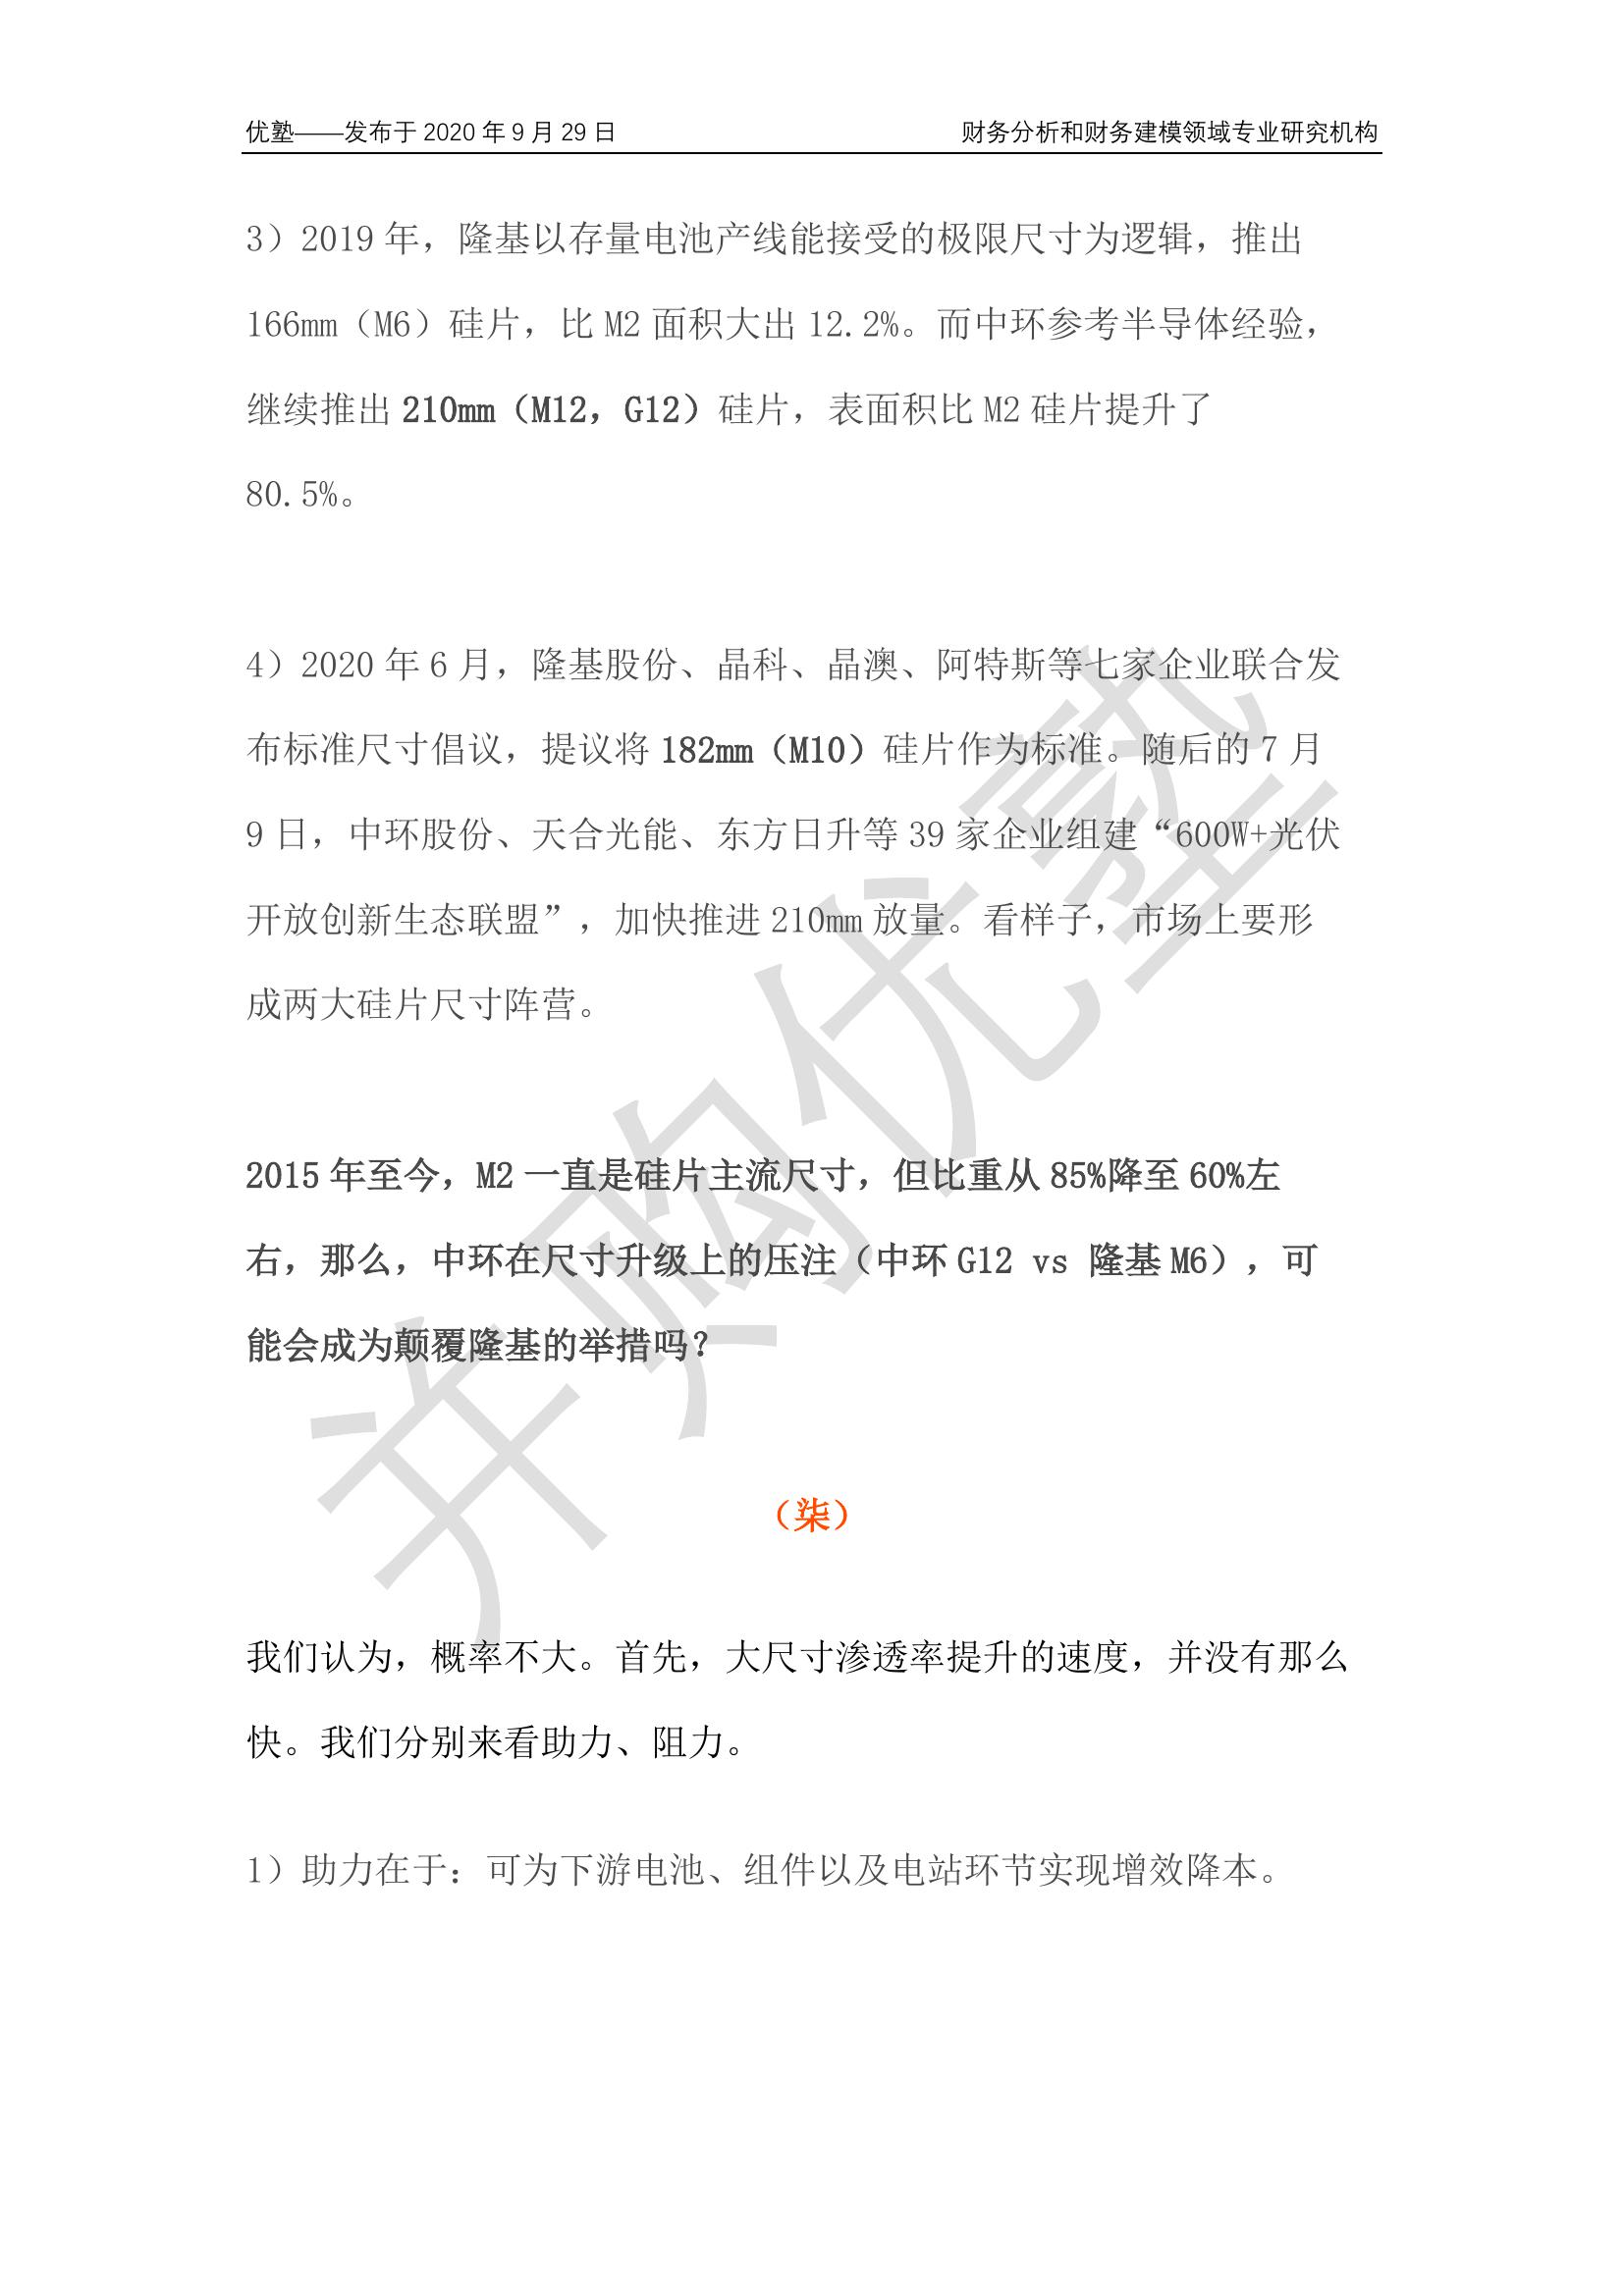 优塾——发布于 2020 年 9 月 29 日 财务分析和财务建模领域专业研究机构
3）2019 年，隆基以存量电池产线能接受的极限尺寸为逻辑，推出
166mm（M6）硅片，比 M2 面积大出 12.2%。而中环参考半导体经验，
继续推出 210mm（M12，G12）硅片，表面积比 M2 硅片提升了
80.5%。
4）2020 年 6 月，隆基股份、晶科、晶澳、阿特斯等七家企业联合发
布标准尺寸倡议，提议将 182mm（M10）硅片作为标准。随后的 7 月
9 日，中环股份、天合光能、东方日升等 39 家企业组建“600W+光伏
开放创新生态联盟”，加快推进 210mm 放量。看样子，市场上要形
成两大硅片尺寸阵营。
2015 年至今，M2 一直是硅片主流尺寸，但比重从 85%降至 60%左
右，那么，中环在尺寸升级上的压注（中环 G12 vs 隆基 M6），可
能会成为颠覆隆基的举措吗？
（柒）
我们认为，概率不大。首先，大尺寸渗透率提升的速度，并没有那么
快。我们分别来看助力、阻力。
1）助力在于：可为下游电池、组件以及电站环节实现增效降本。
并购优塾